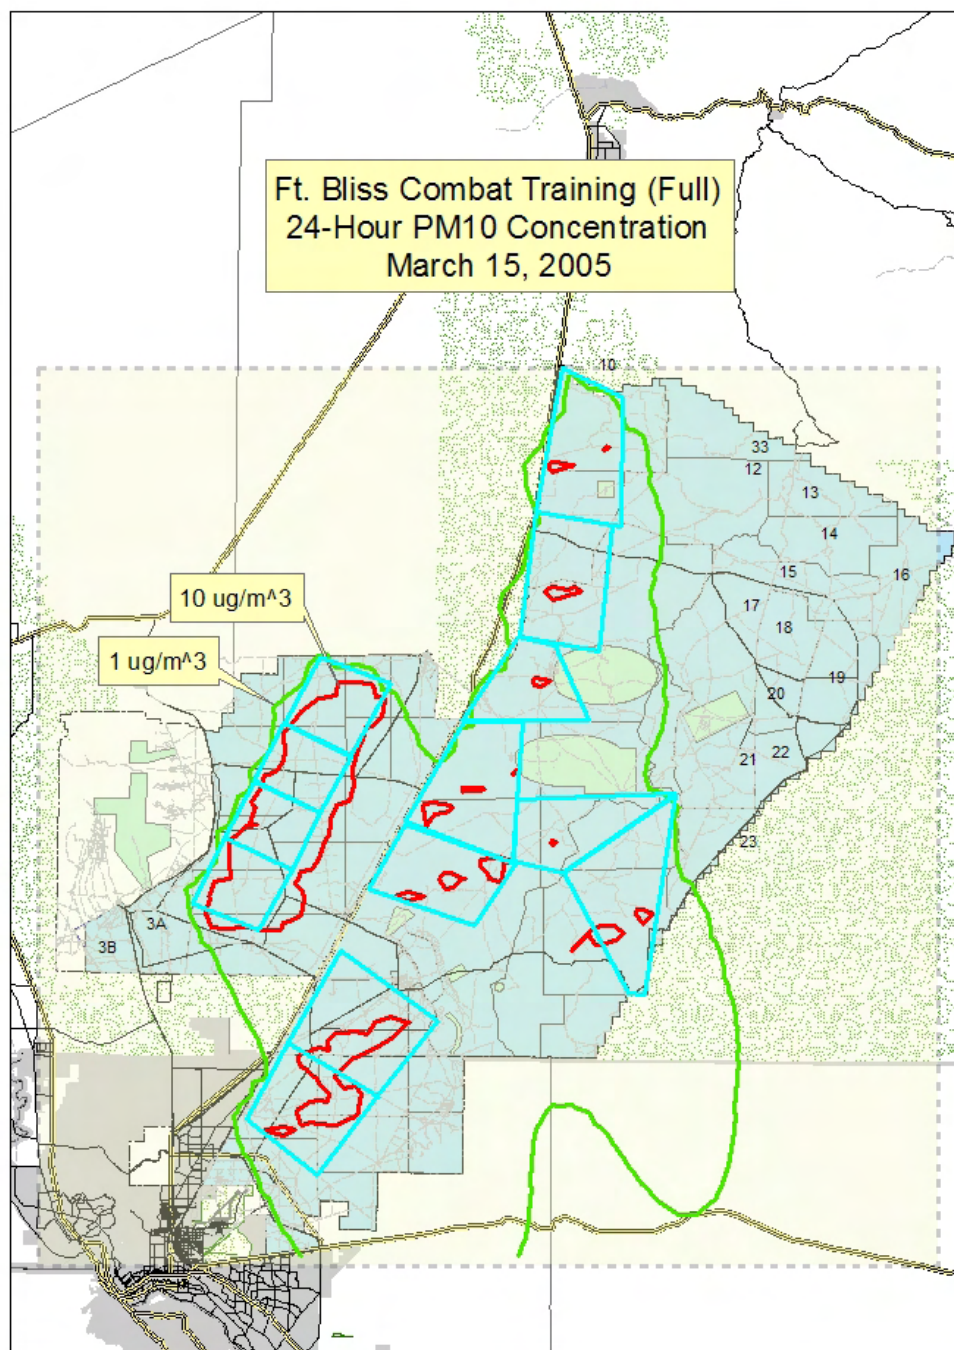 Ft. Bliss Combat Training (Full)
24-Hour PM10 Concentration
March 15, 2005
10
33
12
13
14
15
16
10 ug/m^3
17
18
1 ug/m^3
19
20
21
22
23
3A
3B